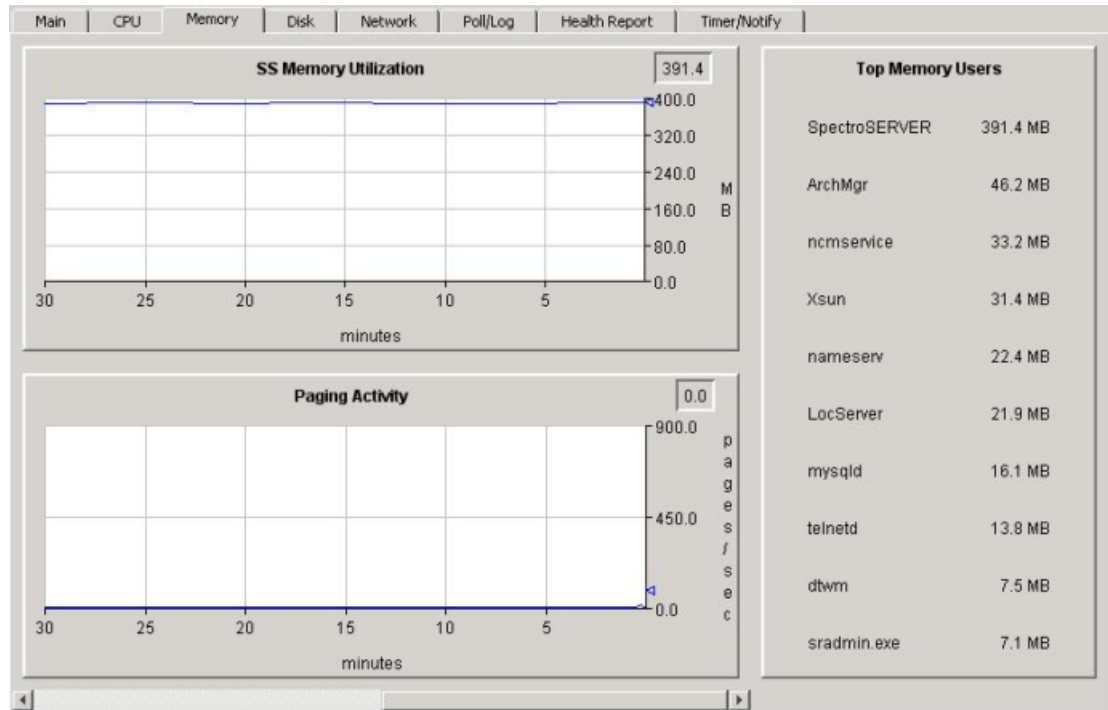 Main CPU Memory Disk Network Poll/Log Health Report Timer/Notify
SS Memory Utilization 391.4
400.0
320.0
240.0
160.0
80.0
0.0
MB
30 25 20 15 10 5
minutes
Paging Activity 0.0
900.0
450.0
0.0
pages/sec
30 25 20 15 10 5
minutes
Top Memory Users
SpectroSERVER 391.4 MB
ArchMgr 46.2 MB
ncmservice 33.2 MB
Xsun 31.4 MB
nameserv 22.4 MB
LocServer 21.9 MB
mysqld 16.1 MB
telnetd 13.8 MB
dtwm 7.5 MB
sradmin.exe 7.1 MB